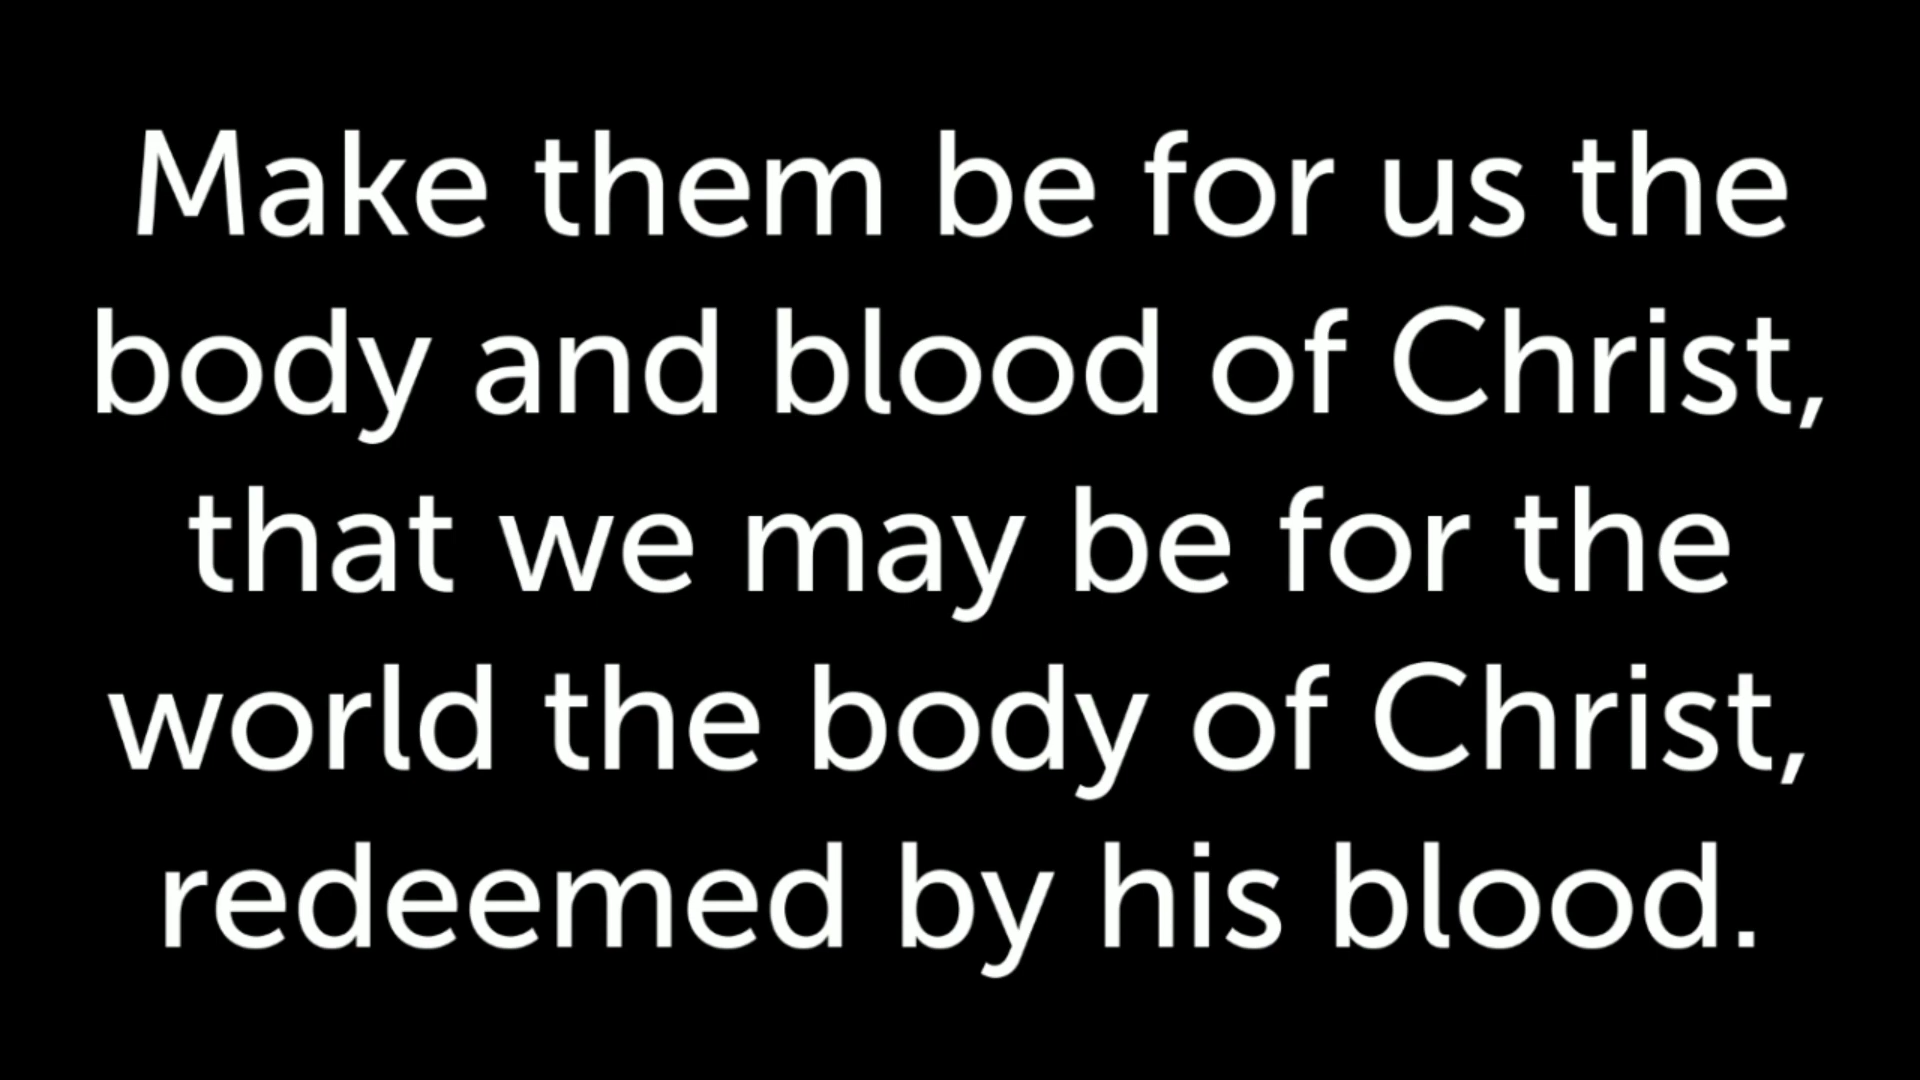 Make them be for us the
body and blood of Christ,
that we may be for the
world the body of Christ,
redeemed by his blood.